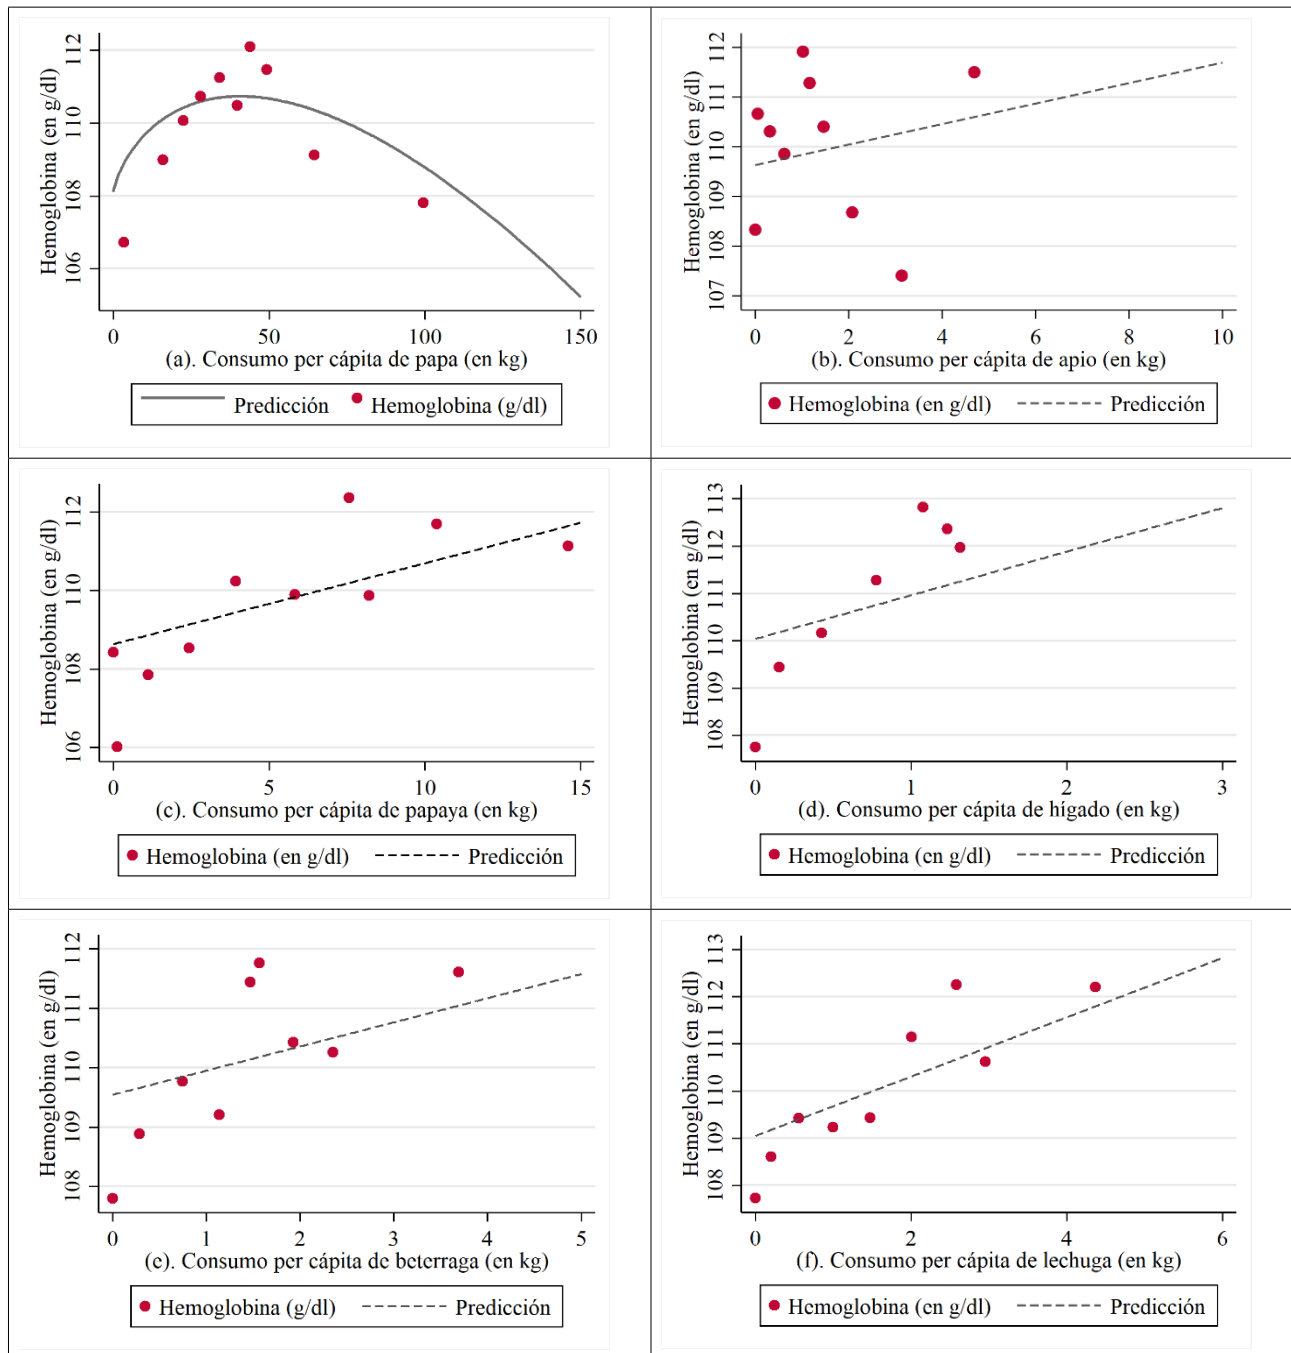 Hemoglobina (en g/dl)
112
110
108
106
0 50 100 150
(a). Consumo per cápita de papa (en kg)
Predicción Hemoglobina (g/dl)
Hemoglobina (en g/dl)
112
111
110
109
108
107
0 2 4 6 8 10
(b). Consumo per cápita de apio (en kg)
Hemoglobina (en g/dl) Predicción
Hemoglobina (en g/dl)
112
110
108
106
0 5 10 15
(c). Consumo per cápita de papaya (en kg)
Hemoglobina (en g/dl) Predicción
Hemoglobina (en g/dl)
113
112
111
110
109
108
0 1 2 3
(d). Consumo per cápita de hígado (en kg)
Hemoglobina (en g/dl) Predicción
Hemoglobina (en g/dl)
112
111
110
109
108
0 1 2 3 4 5
(e). Consumo per cápita de beterraga (en kg)
Hemoglobina (g/dl) Predicción
Hemoglobina (en g/dl)
113
112
111
110
109
108
0 2 4 6
(f). Consumo per cápita de lechuga (en kg)
Hemoglobina (en g/dl) Predicción